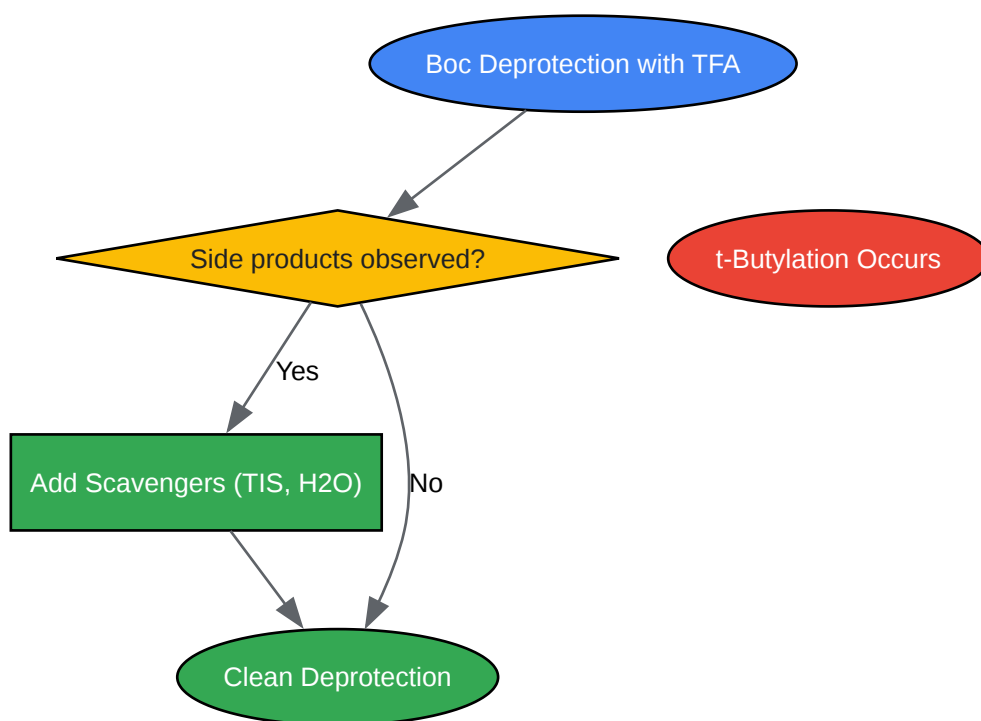 Boc Deprotection with TFA
Side products observed?
t-Butylation Occurs
Yes
Add Scavengers (TIS, H2O)
No
Clean Deprotection